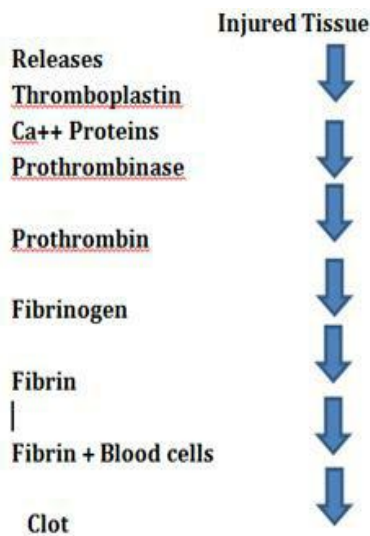 Injured Tissue
Releases
Thromboplastin
Ca++ Proteins
Prothrombinase
Prothrombin
Fibrinogen
Fibrin
Fibrin + Blood cells
Clot